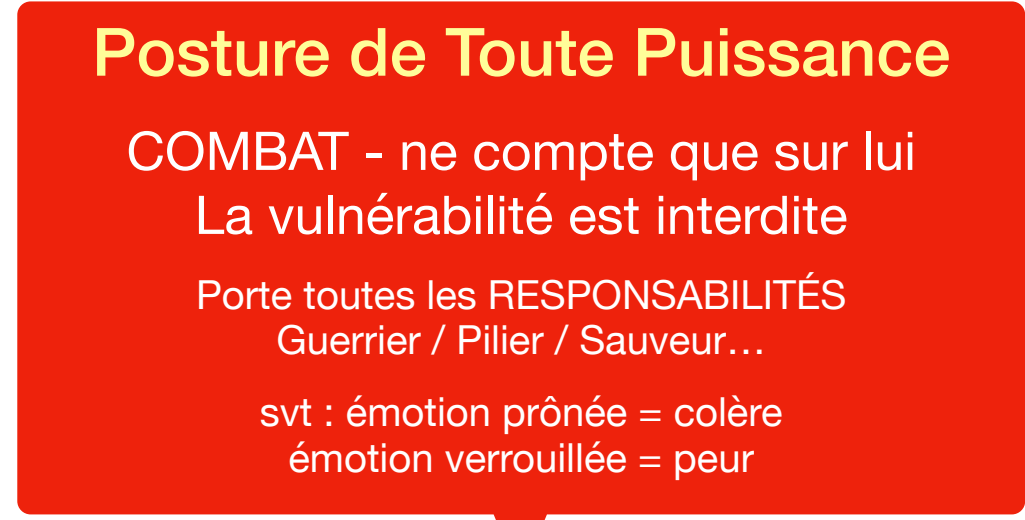 Posture de Toute Puissance
COMBAT - ne compte que sur lui
La vulnérabilité est interdite
Porte toutes les RESPONSABILITÉS
Guerrier / Pilier / Sauveur…
svt : émotion prônée = colère
émotion verrouillée = peur